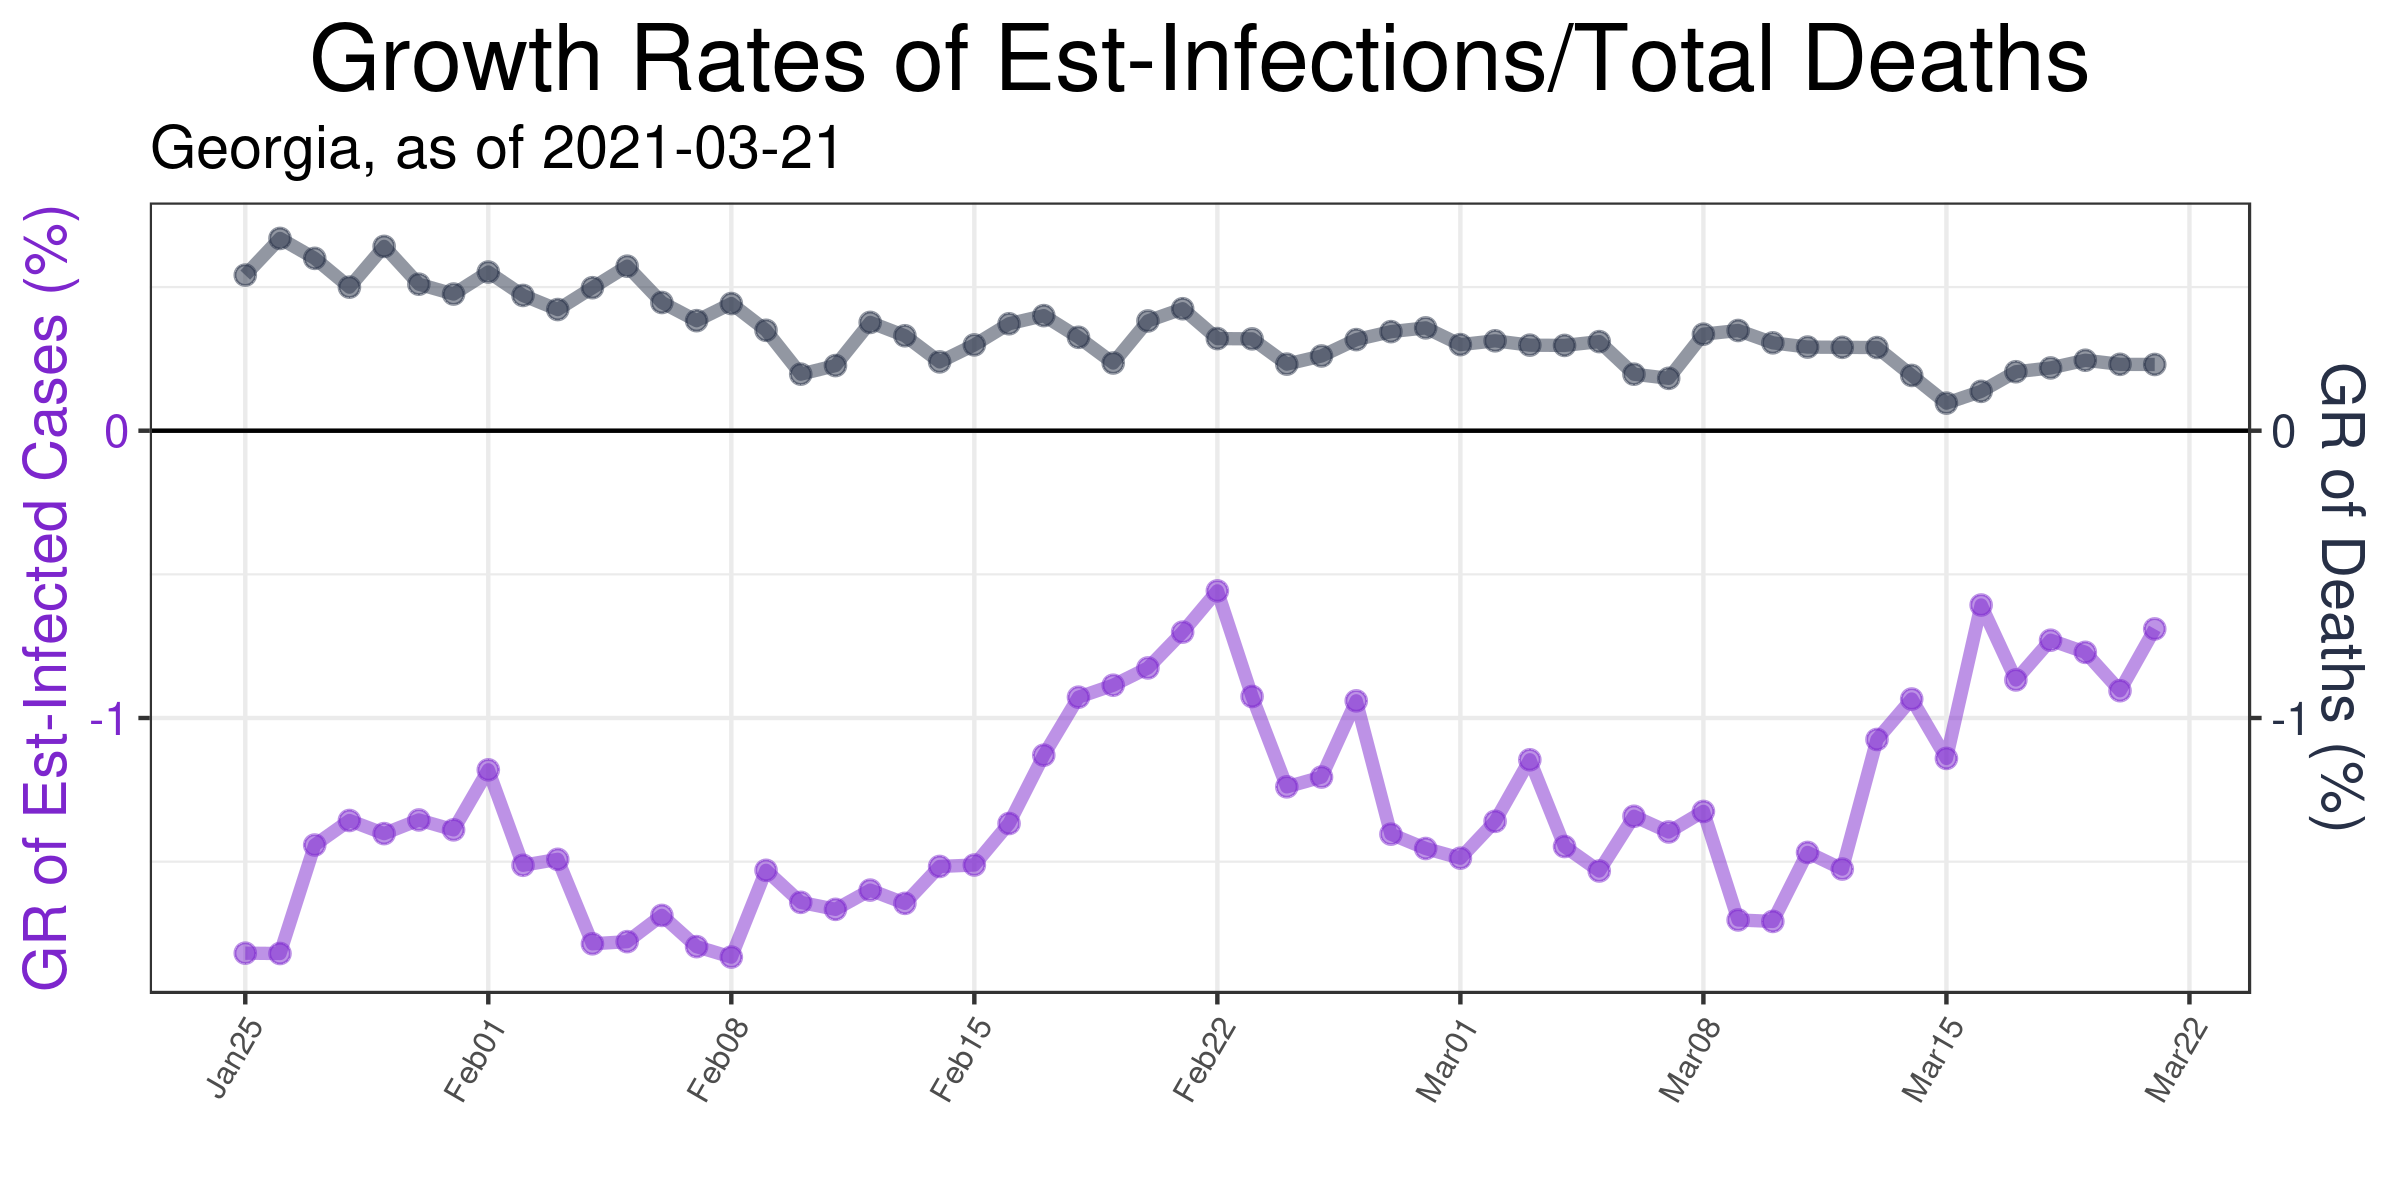 Growth Rates of Est-Infections/Total Deaths
Georgia, as of 2021-03-21
GR of Est-Infected Cases (%)
0
-1
0
-1
GR of Deaths (%)
Jan25
Feb01
Feb08
Feb15
Feb22
Mar01
Mar08
Mar15
Mar22